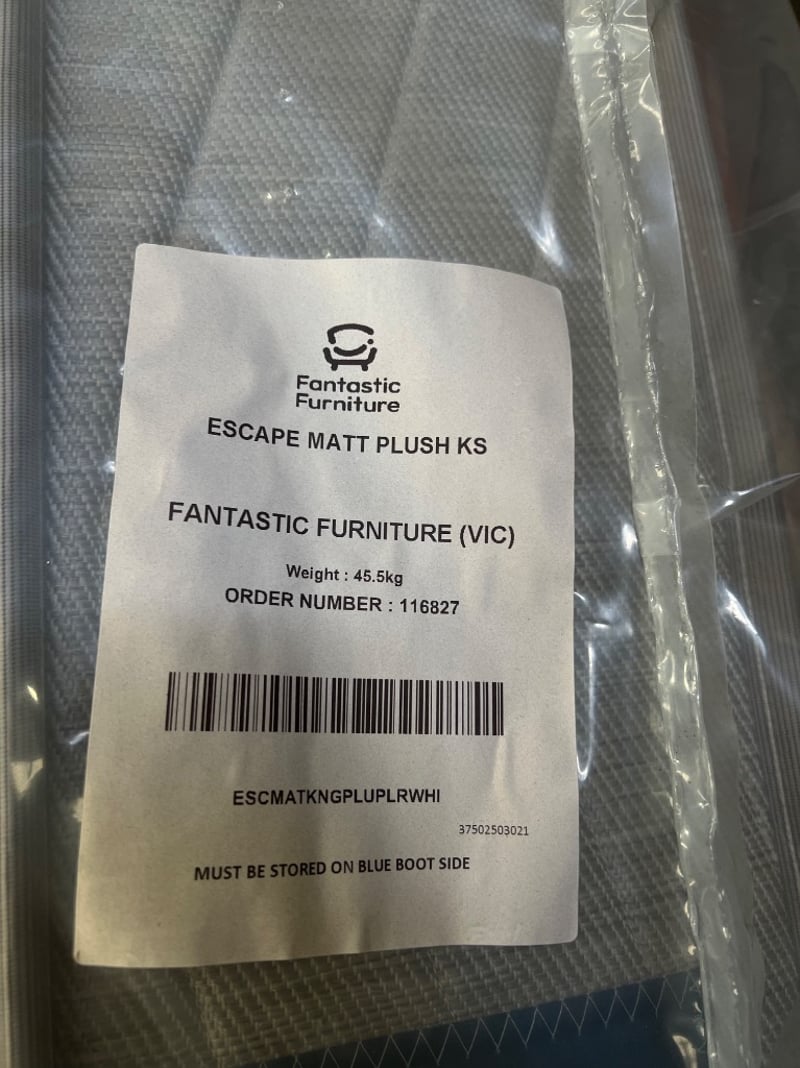 Fantastic
Furniture
ESCAPE MATT PLUSH KS
FANTASTIC FURNITURE (VIC)
Weight : 45.5kg
ORDER NUMBER : 116827
ESCMATKNGPLUPLRWHI
37502503021
MUST BE STORED ON BLUE BOOT SIDE